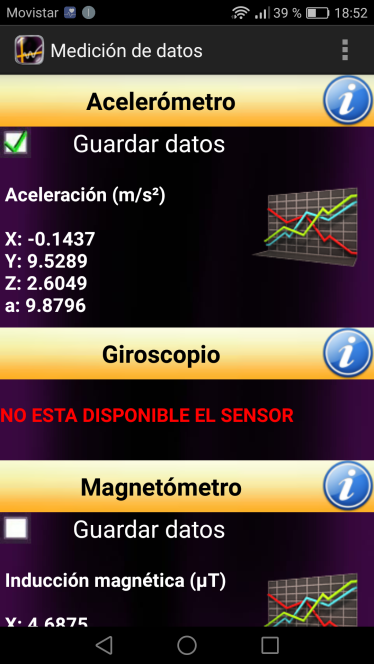 Movistar 39 % 18:52
Medición de datos
Acelerómetro
Guardar datos
Aceleración (m/s²)
X: -0.1437
Y: 9.5289
Z: 2.6049
a: 9.8796
Giroscopio
NO ESTA DISPONIBLE EL SENSOR
Magnetómetro
Guardar datos
Inducción magnética (µT)
X: 4.6875